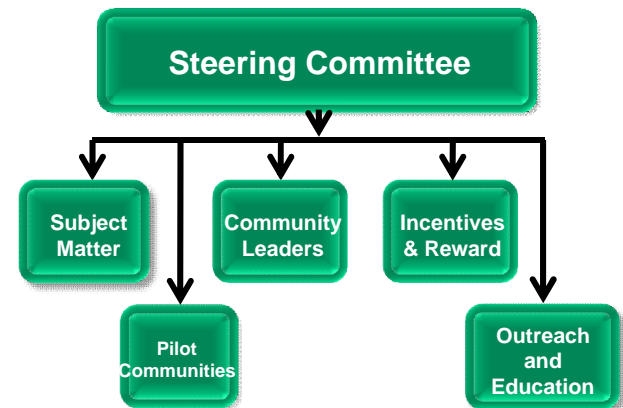 Steering Committee
Subject
Matter
Community
Leaders
Incentives
& Reward
Pilot
Communities
Outreach
and
Education